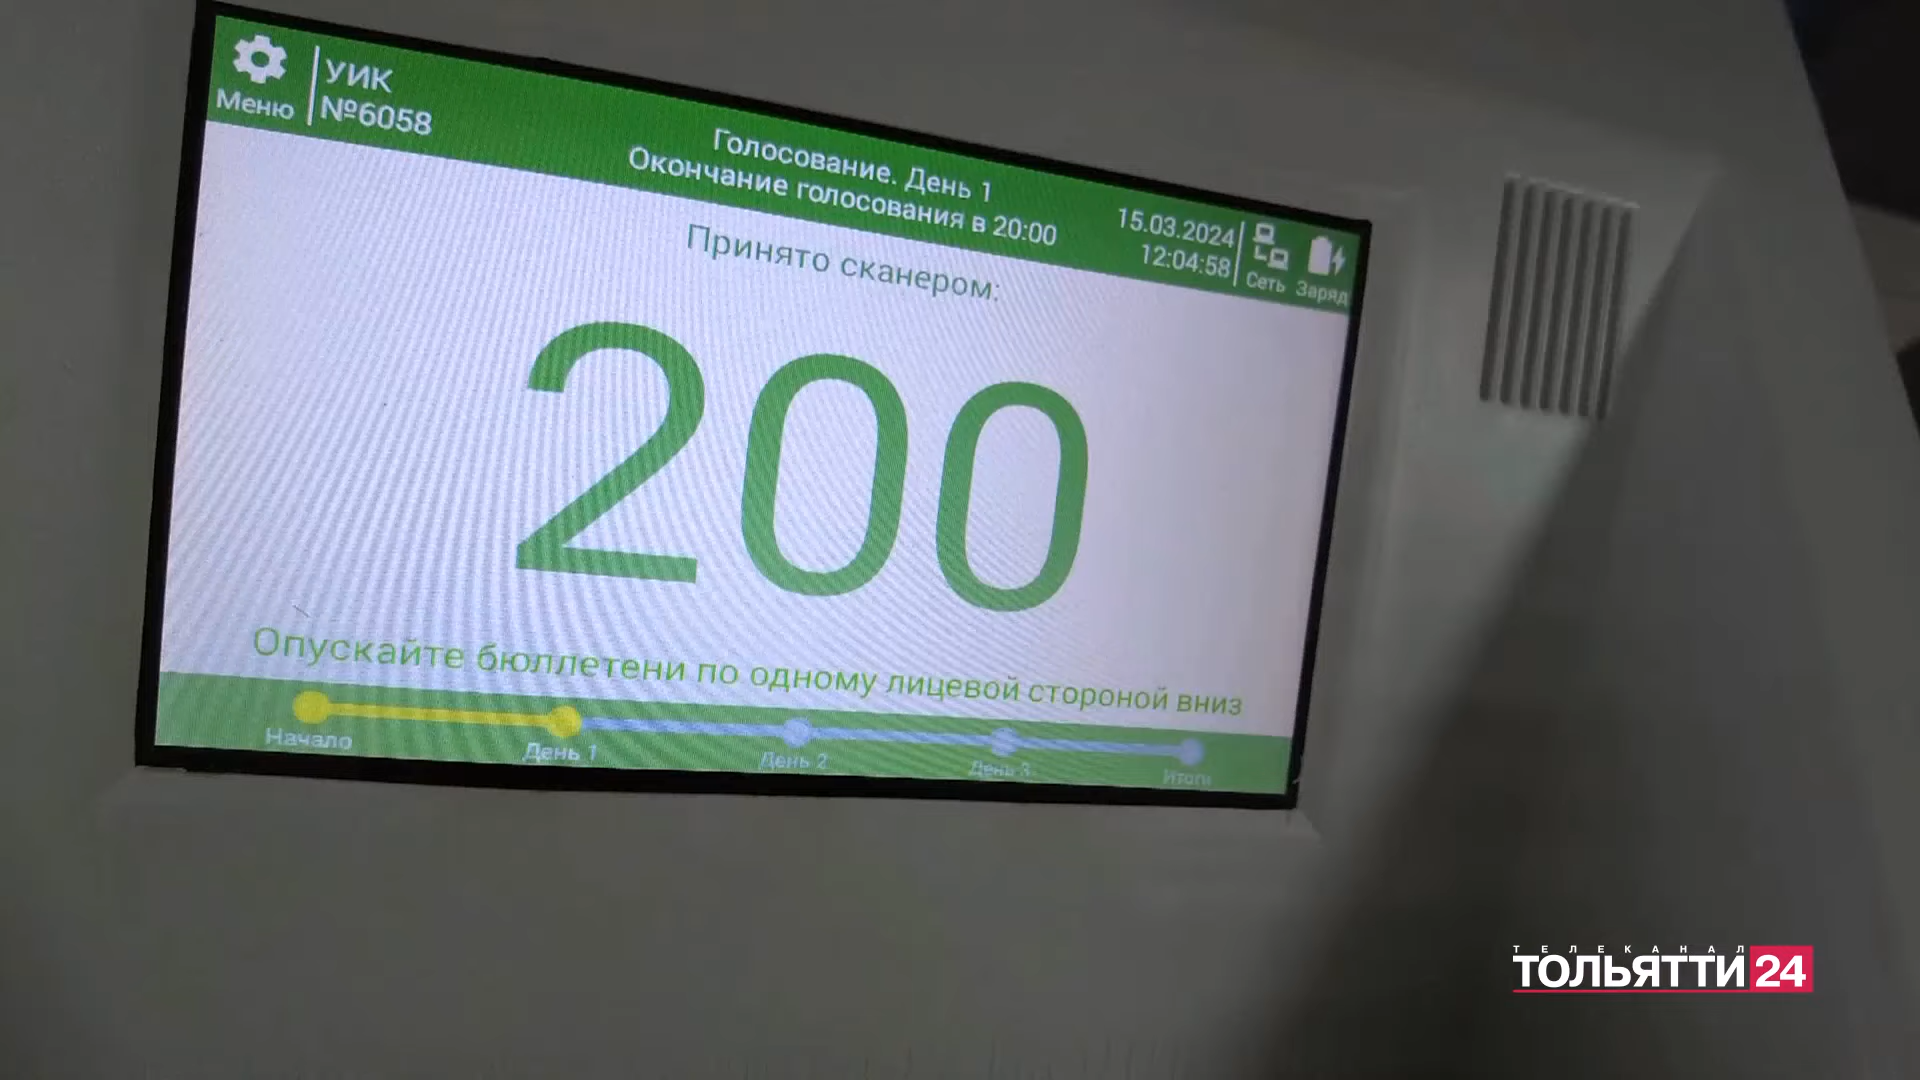 УИК
№6058
Меню
Голосование. День 1
Окончание голосования в 20:00
15.03.2024
12:04:58
Сеть
Заряд
Принято сканером:
200
Опускайте бюллетени по одному лицевой стороной вниз
Начало
День 1
День 2
День 3
Итоги
ТЕЛЕКАНАЛ
ТОЛЬЯТТИ 24